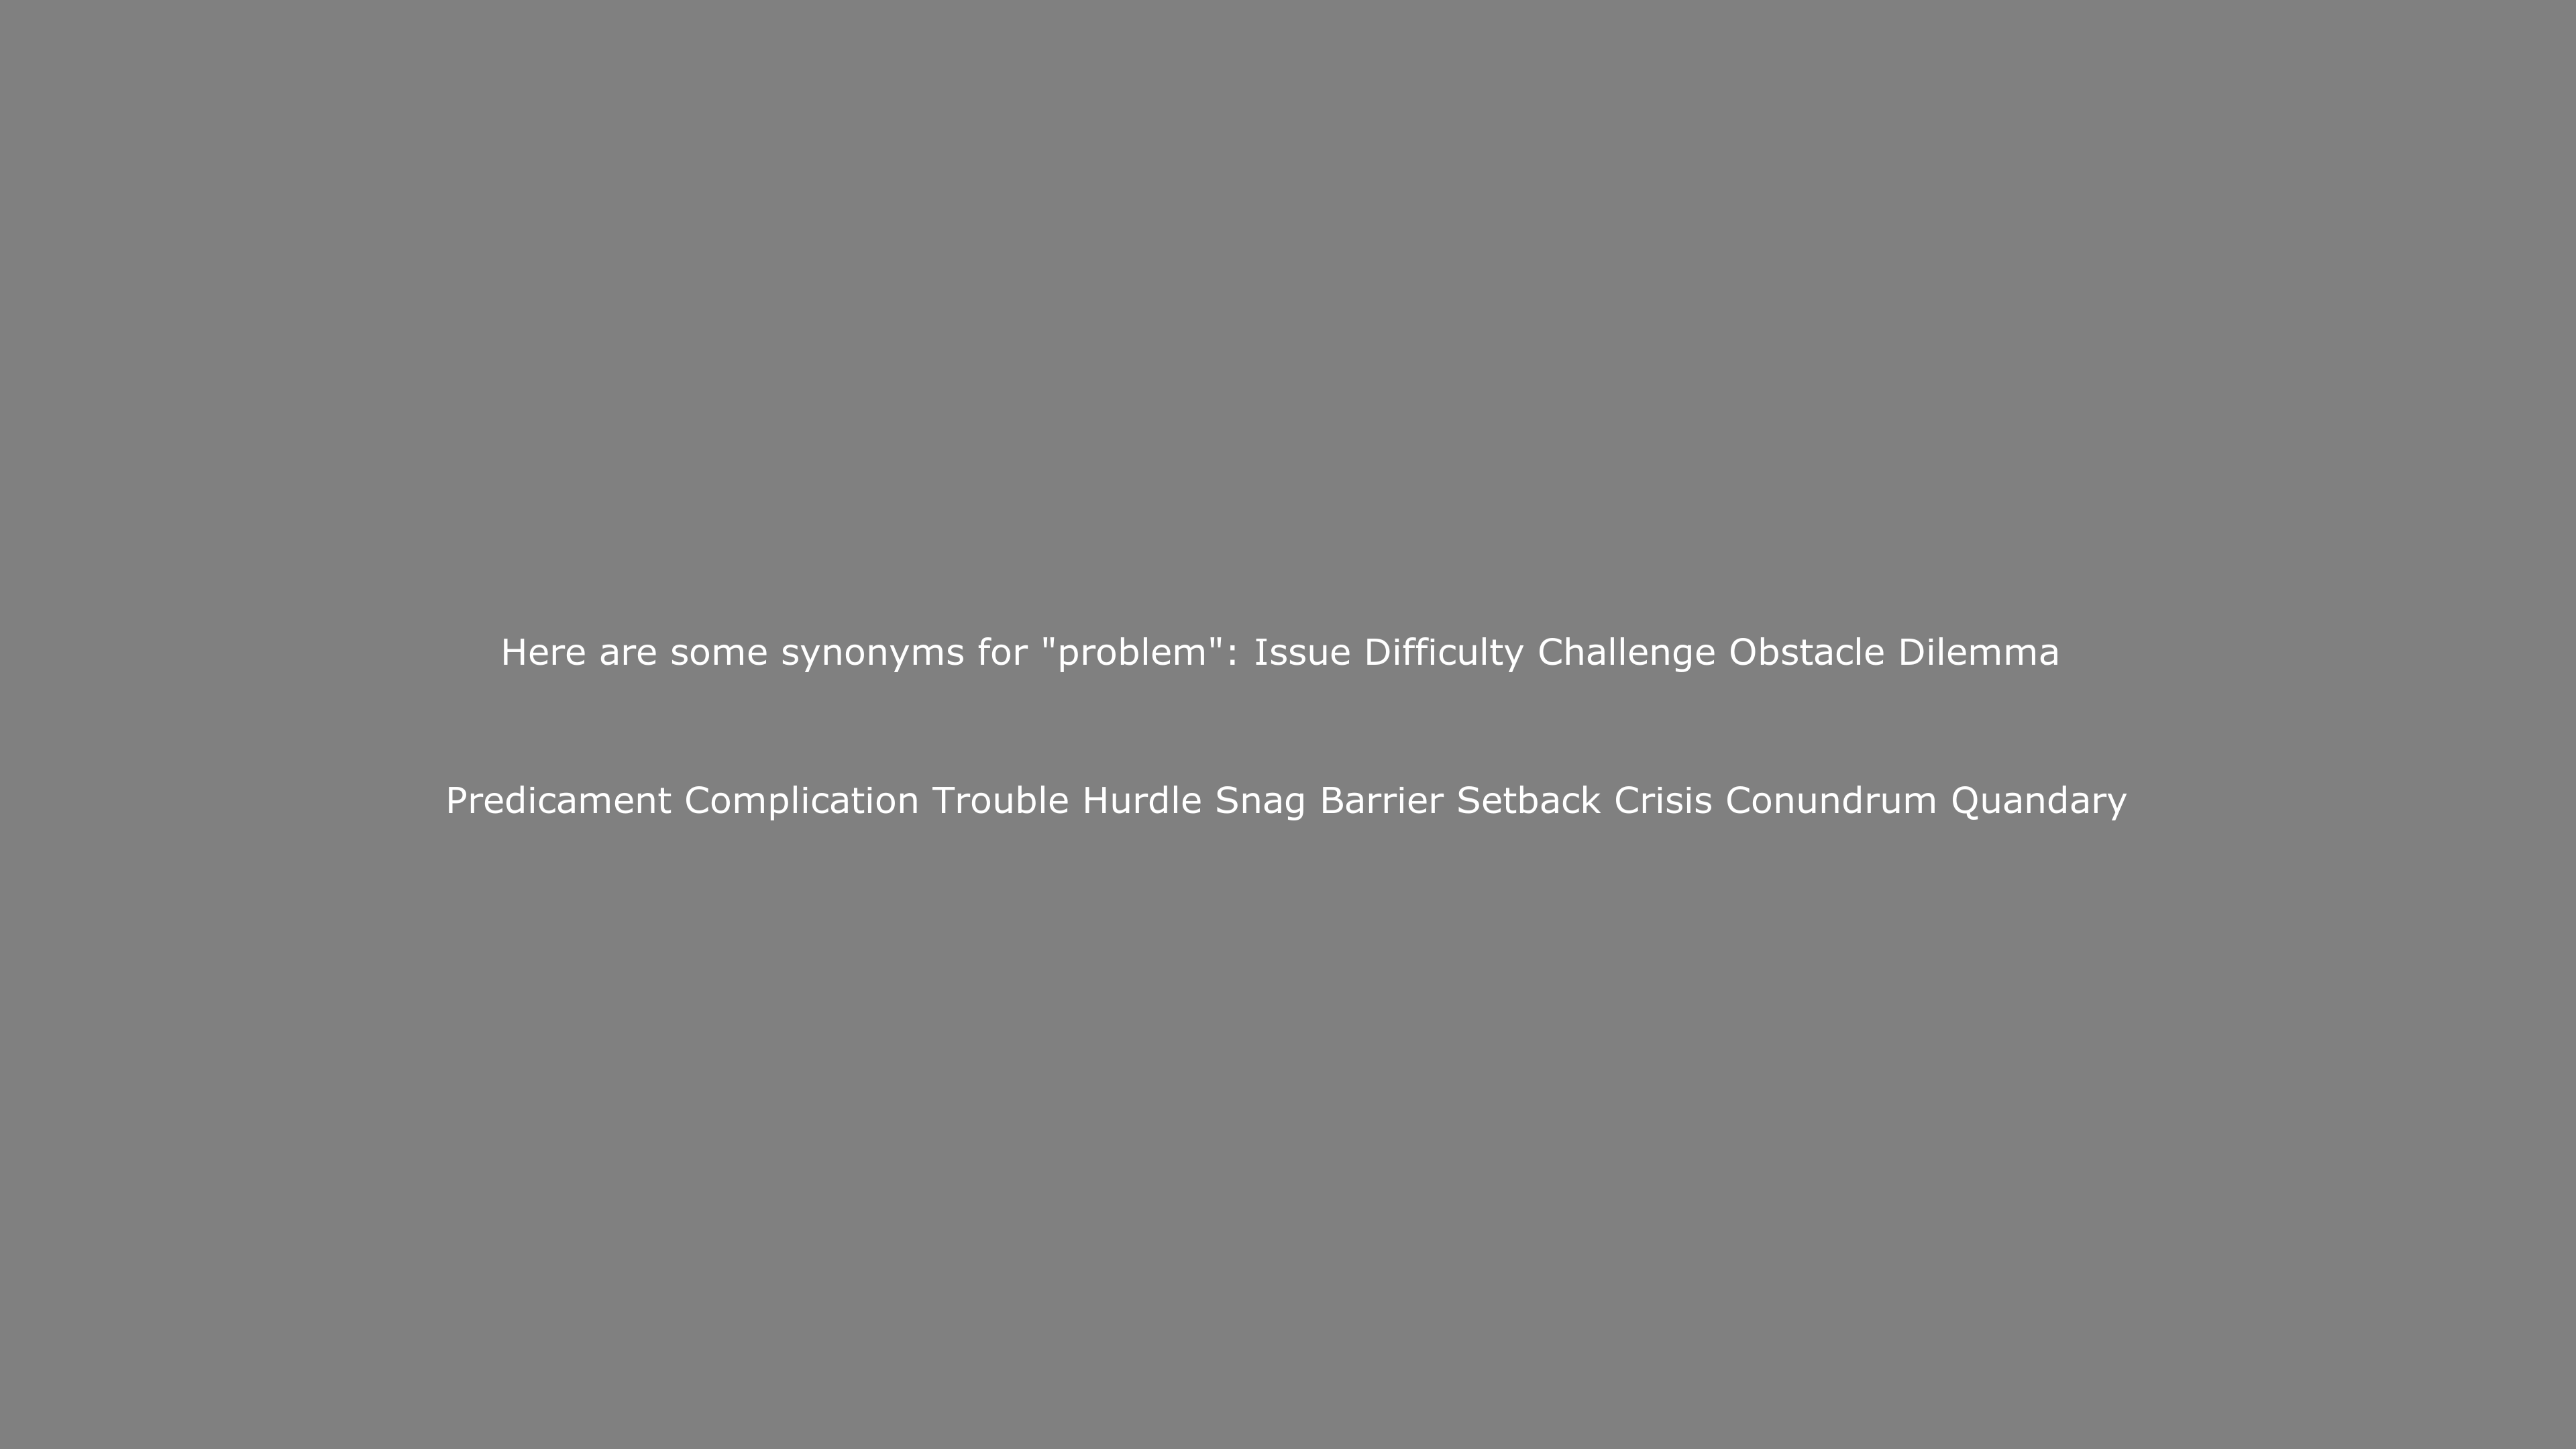 Here are some synonyms for "problem": Issue Difficulty Challenge Obstacle Dilemma
Predicament Complication Trouble Hurdle Snag Barrier Setback Crisis Conundrum Quandary